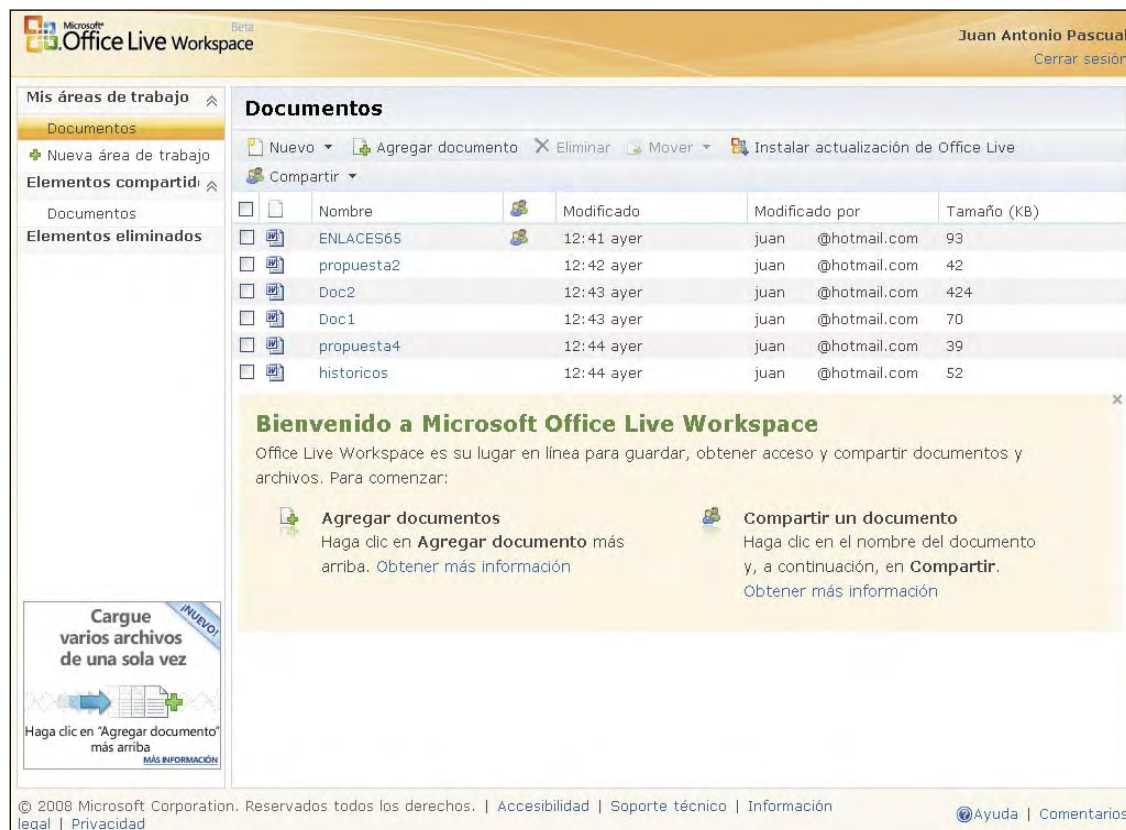 Microsoft®
Office Live Workspace
Beta
Juan Antonio Pascual
Cerrar sesión
Mis áreas de trabajo
Documentos
Nueva área de trabajo
Elementos compartid
Documentos
Elementos eliminados
Documentos
Nuevo Agregar documento Eliminar Mover Instalar actualización de Office Live
Compartir
Nombre Modificado Modificado por Tamaño (KB)
ENLACES65 12:41 ayer juan @hotmail.com 93
propuesta2 12:42 ayer juan @hotmail.com 42
Doc2 12:43 ayer juan @hotmail.com 424
Doc1 12:43 ayer juan @hotmail.com 70
propuesta4 12:44 ayer juan @hotmail.com 39
historicos 12:44 ayer juan @hotmail.com 52
Bienvenido a Microsoft Office Live Workspace
Office Live Workspace es su lugar en línea para guardar, obtener acceso y compartir documentos y
archivos. Para comenzar:
Agregar documentos
Haga clic en Agregar documento más
arriba. Obtener más información
Compartir un documento
Haga clic en el nombre del documento
y, a continuación, en Compartir.
Obtener más información
¡NUEVO!
Cargue
varios archivos
de una sola vez
Haga clic en "Agregar documento"
más arriba
MÁS INFORMACIÓN
© 2008 Microsoft Corporation. Reservados todos los derechos. | Accesibilidad | Soporte técnico | Información
legal | Privacidad
Ayuda | Comentarios